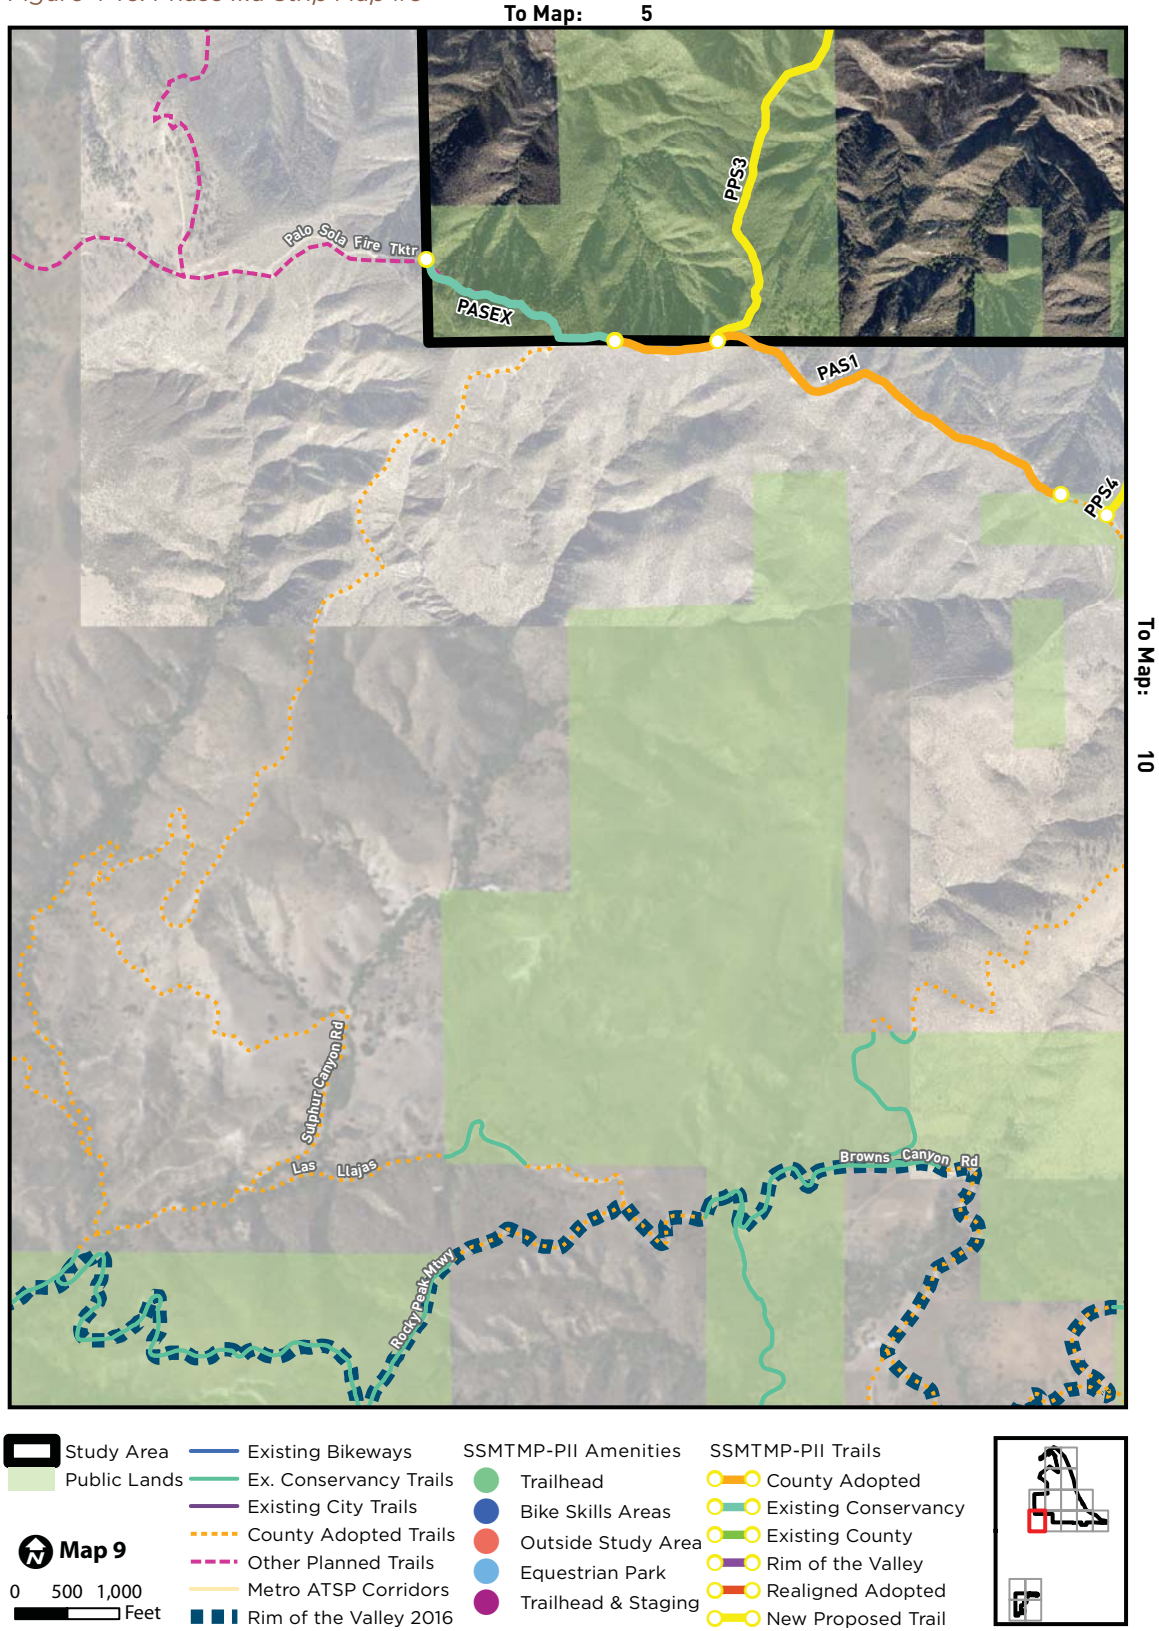 To Map: 5
PPS3
Palo Sola Fire Tktr
PASEX
PAS1
PPS4
To Map: 10
Sulphur Canyon Rd
Las Llajas
Browns Canyon Rd
Rocky Peak Mtwy
Study Area
Public Lands
N
Map 9
0 500 1,000
Feet
Existing Bikeways
Ex. Conservancy Trails
Existing City Trails
County Adopted Trails
Other Planned Trails
Metro ATSP Corridors
Rim of the Valley 2016
SSMTMP-PII Amenities
Trailhead
Bike Skills Areas
Outside Study Area
Equestrian Park
Trailhead & Staging
SSMTMP-PII Trails
County Adopted
Existing Conservancy
Existing County
Rim of the Valley
Realigned Adopted
New Proposed Trail